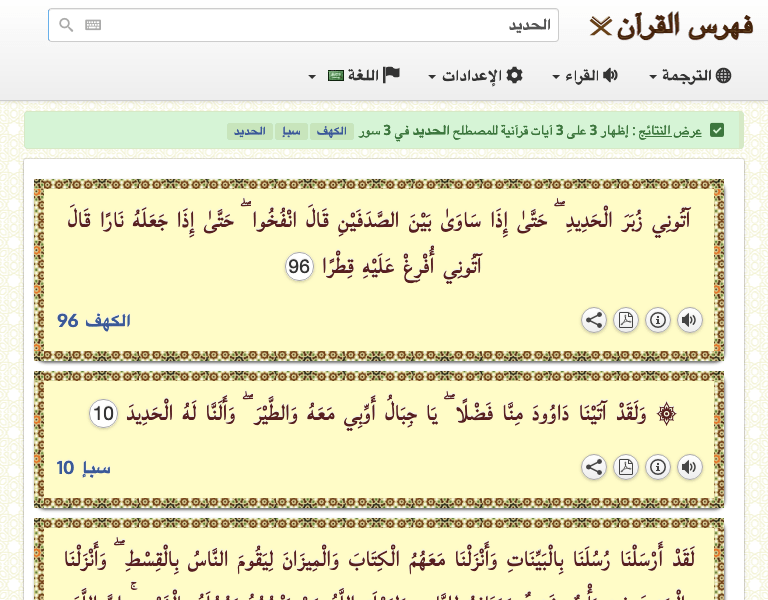 فهرس القرآن
الحديد
الترجمة القراء الإعدادات اللغة
عرض النتائج : إظهار 3 على 3 آيات قرآنية للمصطلح الحديد في 3 سور الكهف سبإ الحديد
آتُونِي زُبَرَ الْحَدِيدِ ۖ حَتَّىٰ إِذَا سَاوَىٰ بَيْنَ الصَّدَفَيْنِ قَالَ انْفُخُوا ۖ حَتَّىٰ إِذَا جَعَلَهُ نَارًا قَالَ
آتُونِي أُفْرِغْ عَلَيْهِ قِطْرًا 96
الكهف 96
۞ وَلَقَدْ آتَيْنَا دَاوُودَ مِنَّا فَضْلًا ۖ يَا جِبَالُ أَوِّبِي مَعَهُ وَالطَّيْرَ ۖ وَأَلَنَّا لَهُ الْحَدِيدَ 10
سبإ 10
لَقَدْ أَرْسَلْنَا رُسُلَنَا بِالْبَيِّنَاتِ وَأَنْزَلْنَا مَعَهُمُ الْكِتَابَ وَالْمِيزَانَ لِيَقُومَ النَّاسُ بِالْقِسْطِ ۖ وَأَنْزَلْنَا